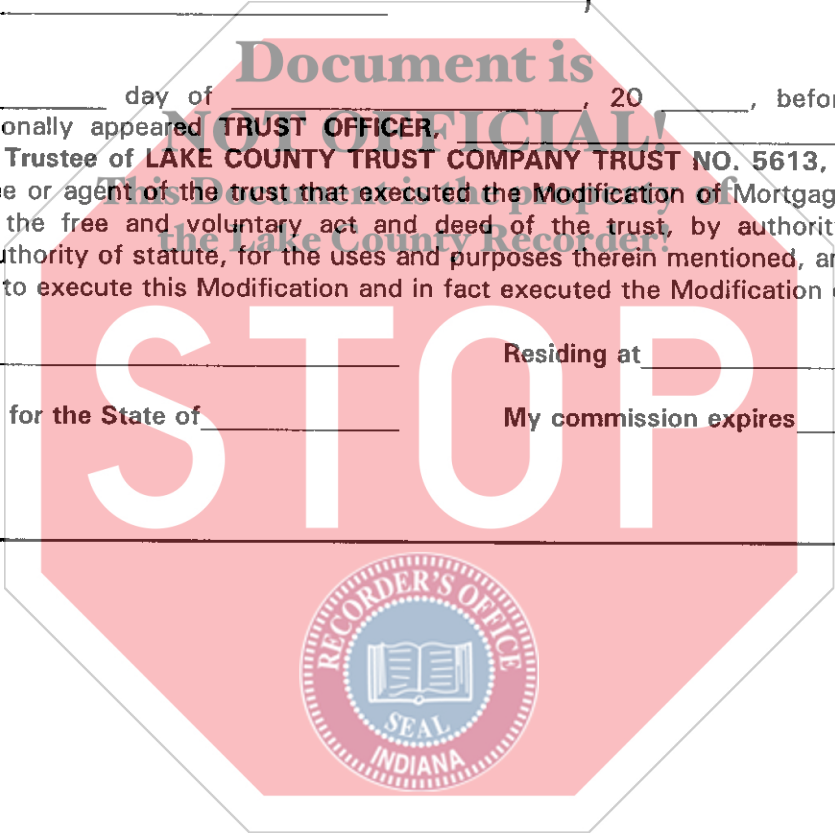 Document is
day of , 20 , befor
NOT OFFICIAL!
onally appeared TRUST OFFICER,
Trustee of LAKE COUNTY TRUST COMPANY TRUST NO. 5613,
This Document is the property of
e or agent of the trust that executed the Modification of Mortgag
the free and voluntary act and deed of the trust, by authorit
the Lake County Recorder!
uthority of statute, for the uses and purposes therein mentioned, an
to execute this Modification and in fact executed the Modification
STOP
Residing at
for the State of My commission expires
RECORDER'S OFFICE
SEAL
INDIANA